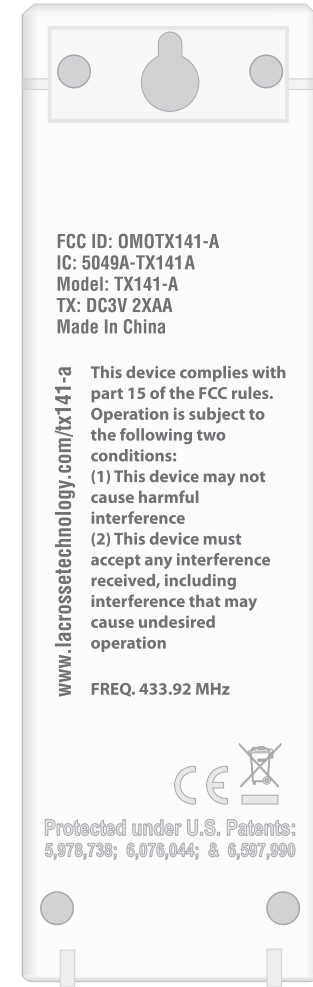 FCC ID: OMOTX141-A
IC: 5049A-TX141A
Model: TX141-A
TX: DC3V 2XAA
Made In China
www.lacrossetechnology.com/tx141-a
This device complies with
part 15 of the FCC rules.
Operation is subject to
the following two
conditions:
(1) This device may not
cause harmful
interference
(2) This device must
accept any interference
received, including
interference that may
cause undesired
operation
FREQ. 433.92 MHz
CE
Protected under U.S. Patents:
5,978,738; 6,076,044; & 6,597,990